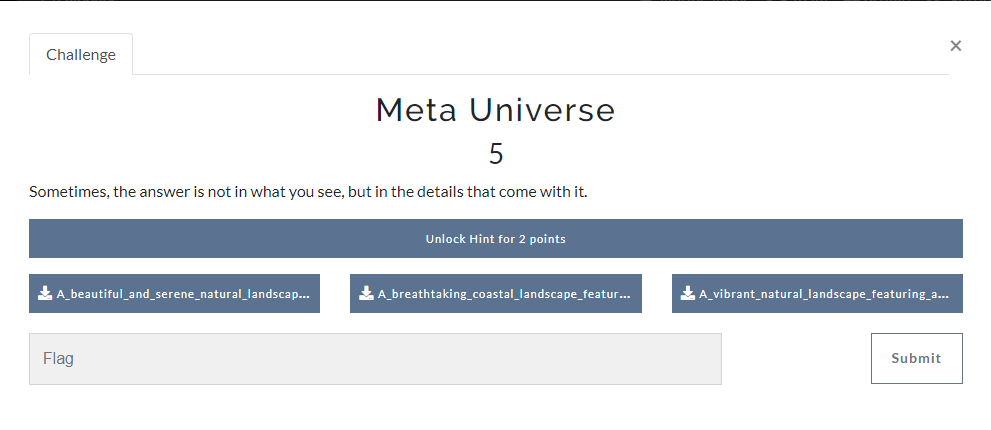 Challenge
×
Meta Universe
5
Sometimes, the answer is not in what you see, but in the details that come with it.
Unlock Hint for 2 points
A_beautiful_and_serene_natural_landscap...
A_breathtaking_coastal_landscape_featur...
A_vibrant_natural_landscape_featuring_a...
Flag
Submit